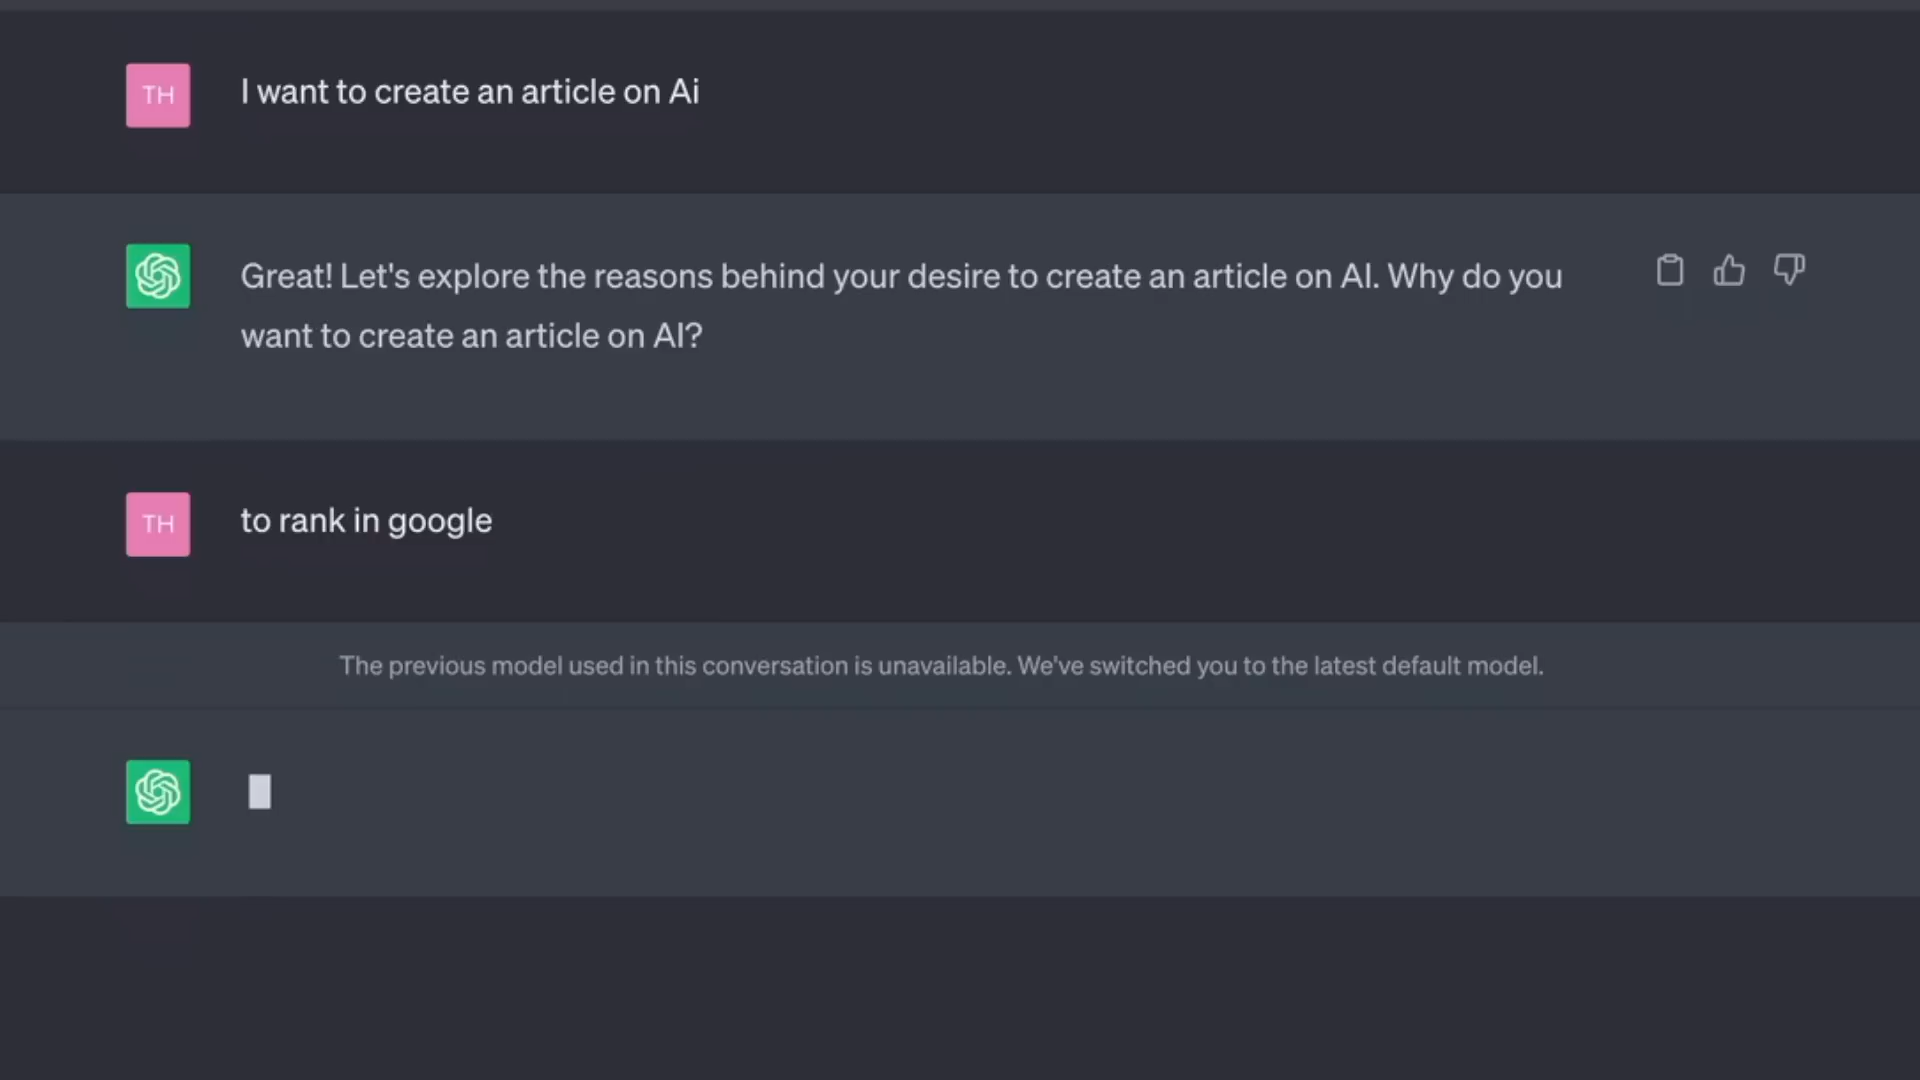 TH
I want to create an article on Ai
Great! Let's explore the reasons behind your desire to create an article on AI. Why do you
want to create an article on AI?
TH
to rank in google
The previous model used in this conversation is unavailable. We've switched you to the latest default model.